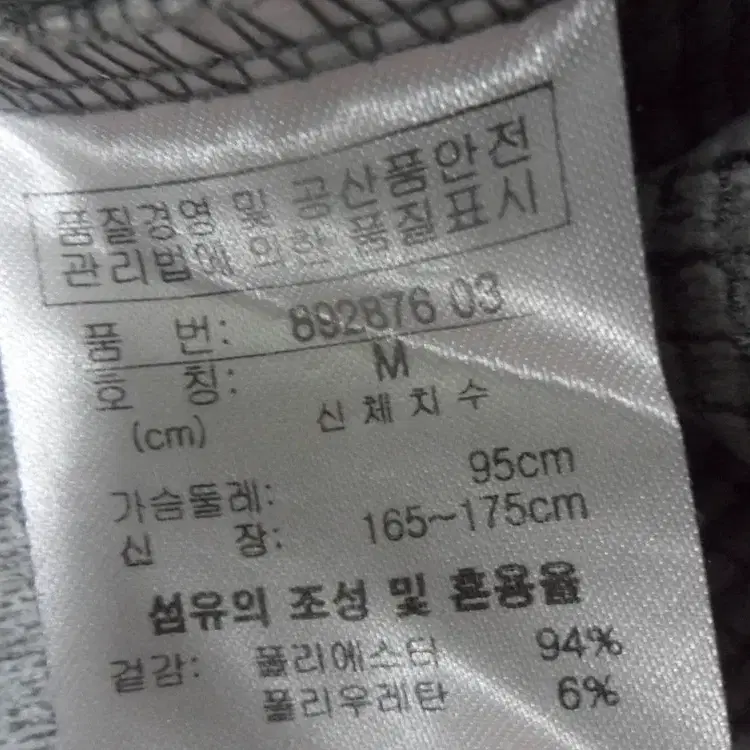 품질경영 및 공산품안전
관리법에 의한 품질표시
품 번: 892876 03
호 칭: M
(cm) 신체치수
가슴둘레: 95cm
신 장: 165~175cm
섬유의 조성 및 혼용율
겉감: 폴리에스터 94%
폴리우레탄 6%